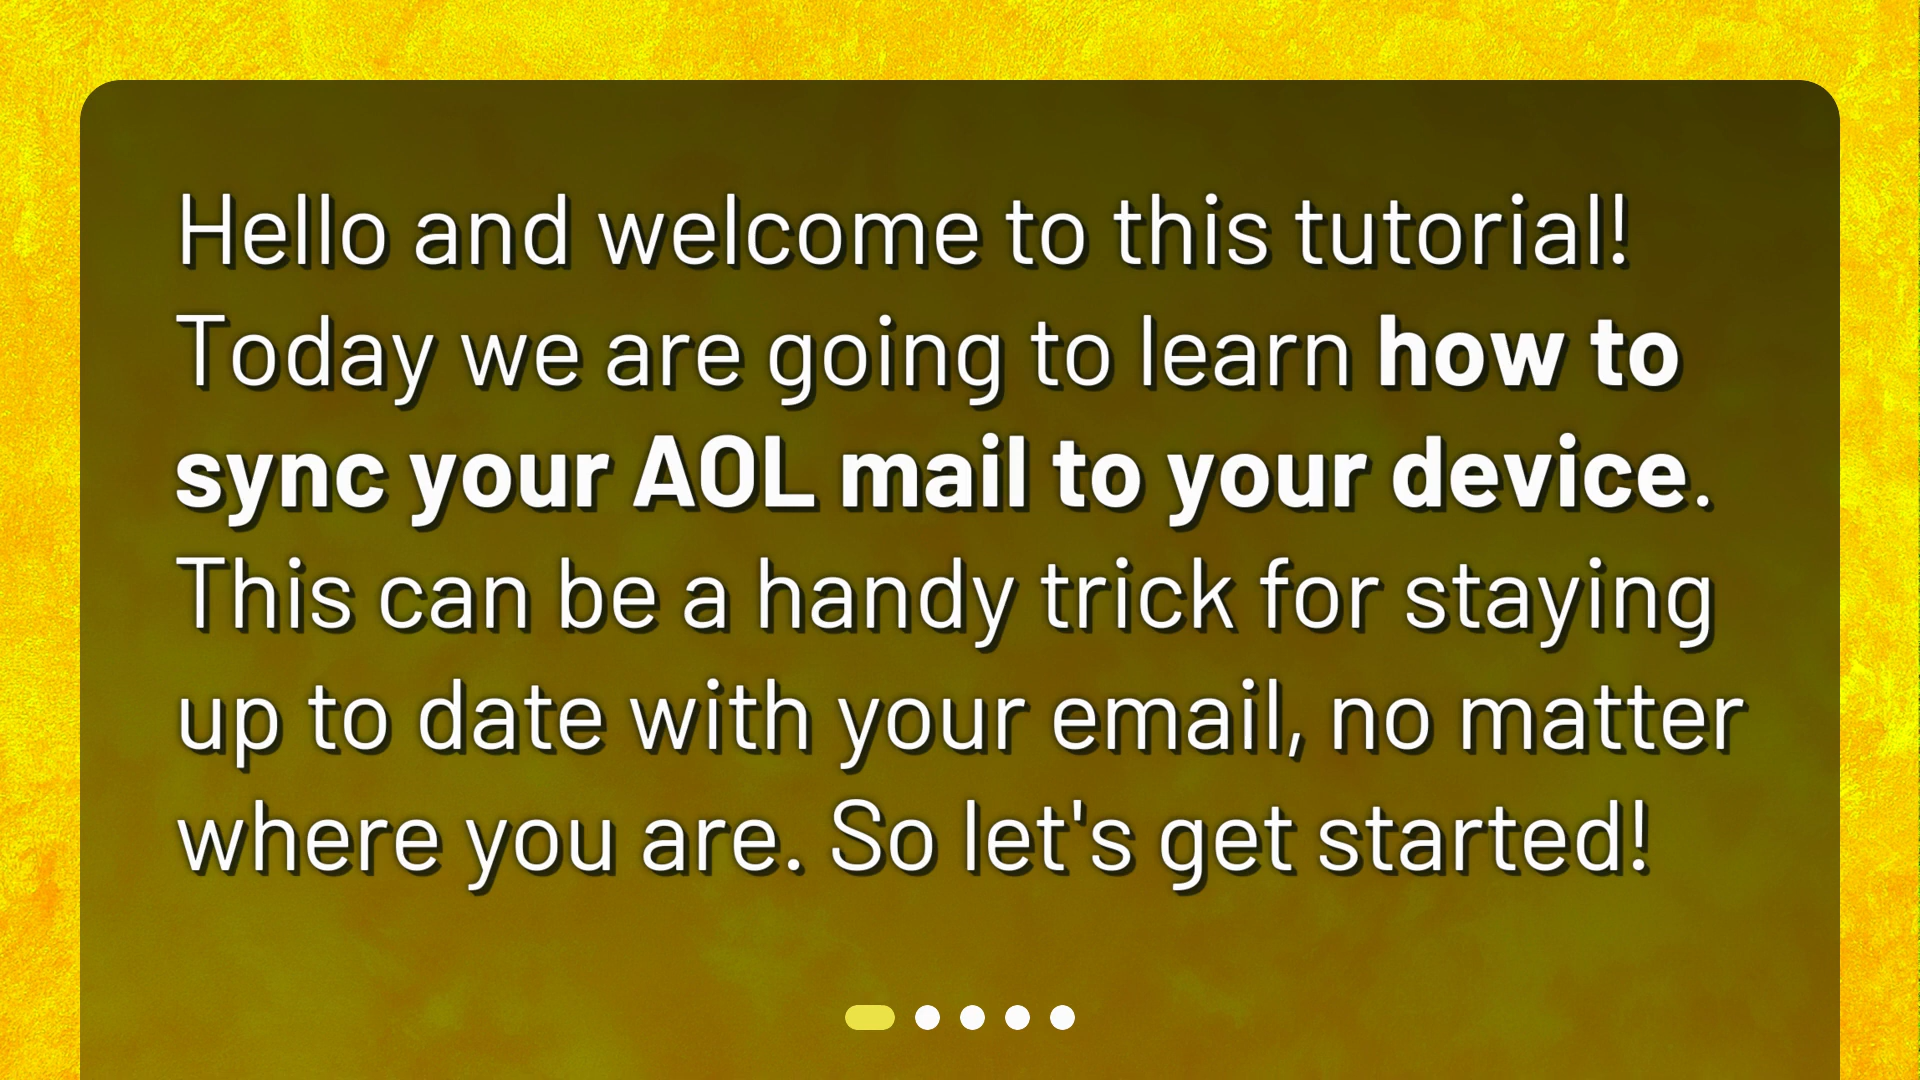 Hello and welcome to this tutorial!
Today we are going to learn how to
sync your AOL mail to your device.
This can be a handy trick for staying
up to date with your email, no matter
where you are. So let's get started!